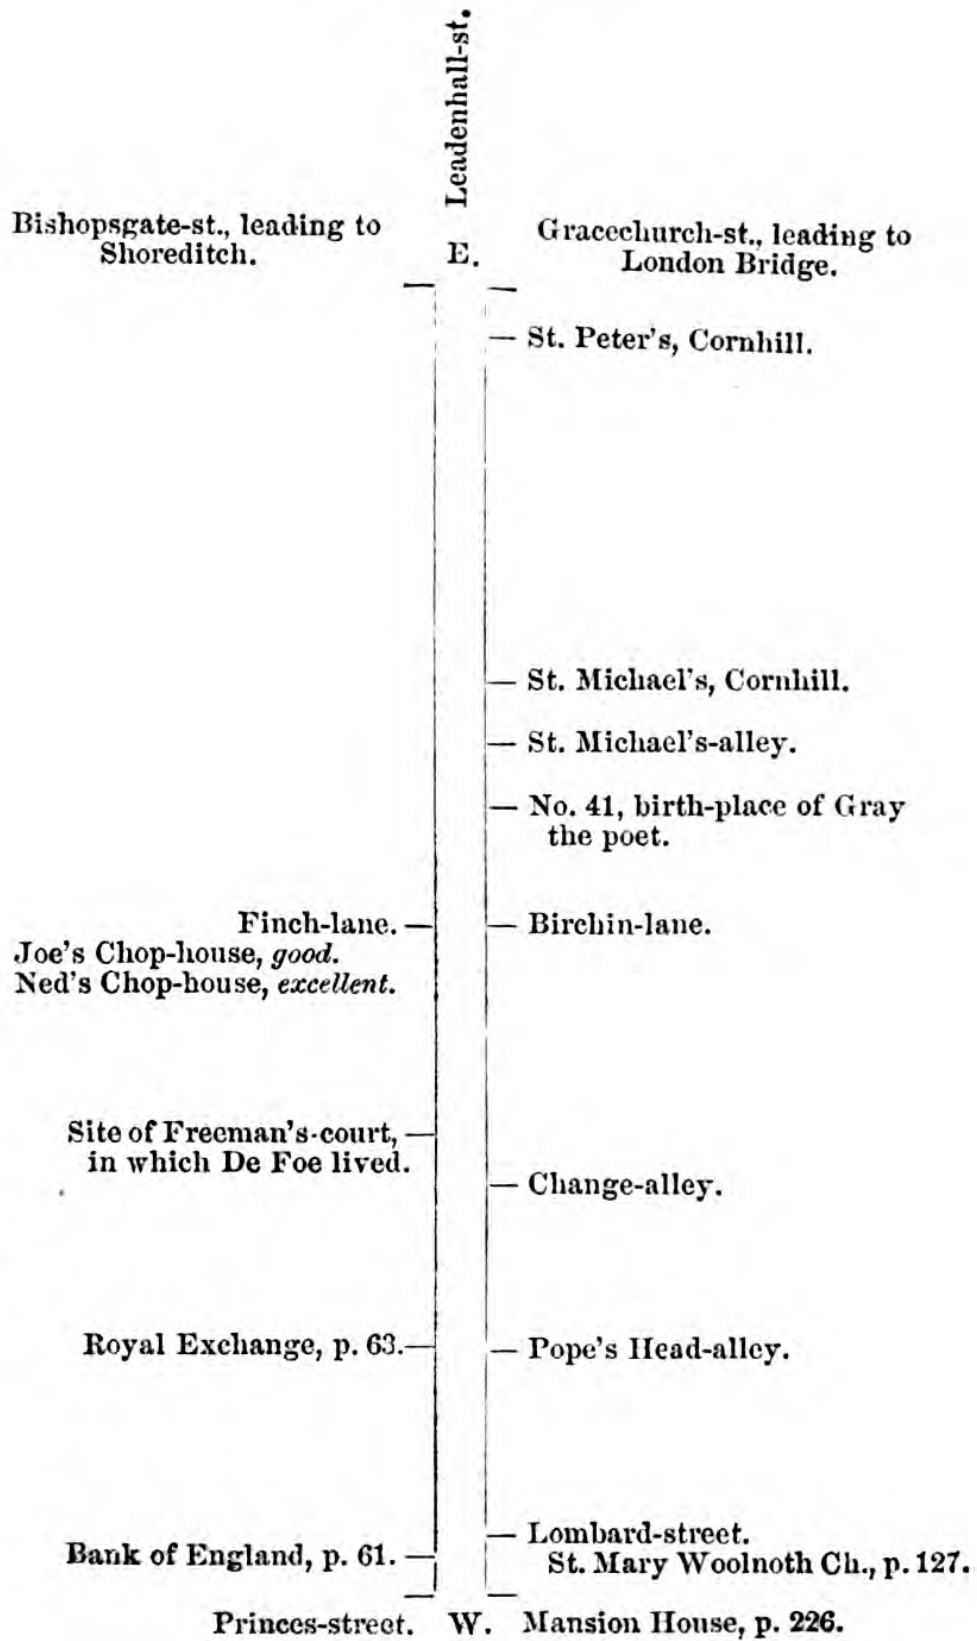 Leadenhall-st.
Bishopsgate-st., leading to
Shoreditch.
E.
Gracechurch-st., leading to
London Bridge.
St. Peter's, Cornhill.
St. Michael's, Cornhill.
St. Michael's-alley.
No. 41, birth-place of Gray
the poet.
Finch-lane.
Joe's Chop-house, good.
Ned's Chop-house, excellent.
Birchin-lane.
Site of Freeman's-court,
in which De Foe lived.
Change-alley.
Royal Exchange, p. 63.
Pope's Head-alley.
Lombard-street.
St. Mary Woolnoth Ch., p. 127.
Bank of England, p. 61.
Princes-street. W. Mansion House, p. 226.